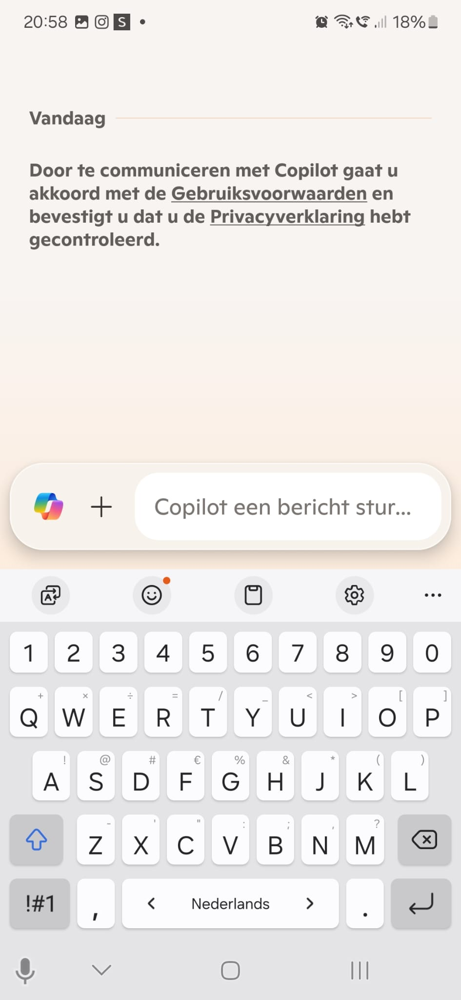 20:58 S 18%
Vandaag
Door te communiceren met Copilot gaat u
akkoord met de Gebruiksvoorwaarden en
bevestigt u dat u de Privacyverklaring hebt
gecontroleerd.
Copilot een bericht stur...
1 2 3 4 5 6 7 8 9 0
+ × ÷ = / _ < > [ ]
Q W E R T Y U I O P
! @ # € % & * ( )
A S D F G H J K L
- ' " : ; , ?
Z X C V B N M
!#1 , < Nederlands > .